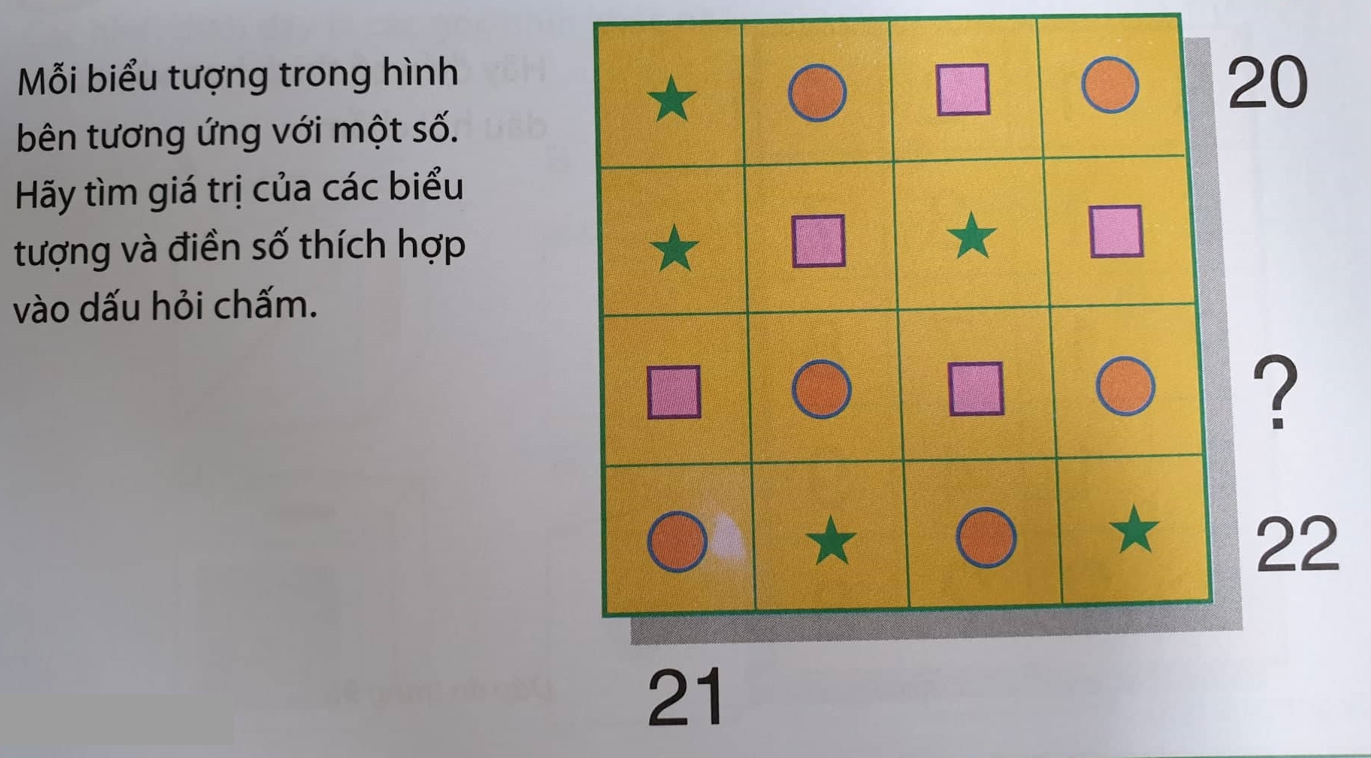 Mỗi biểu tượng trong hình
bên tương ứng với một số.
Hãy tìm giá trị của các biểu
tượng và điền số thích hợp
vào dấu hỏi chấm.
20
?
22
21